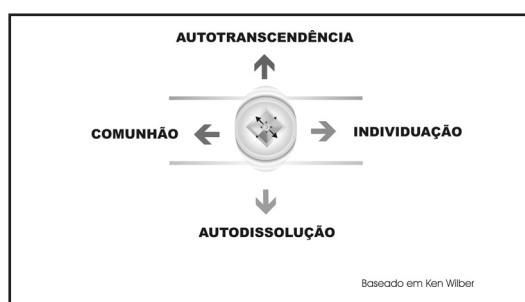 AUTOTRANSCENDÊNCIA
COMUNHÃO
INDIVIDUAÇÃO
AUTODISSOLUÇÃO
Baseado em Ken Wilber